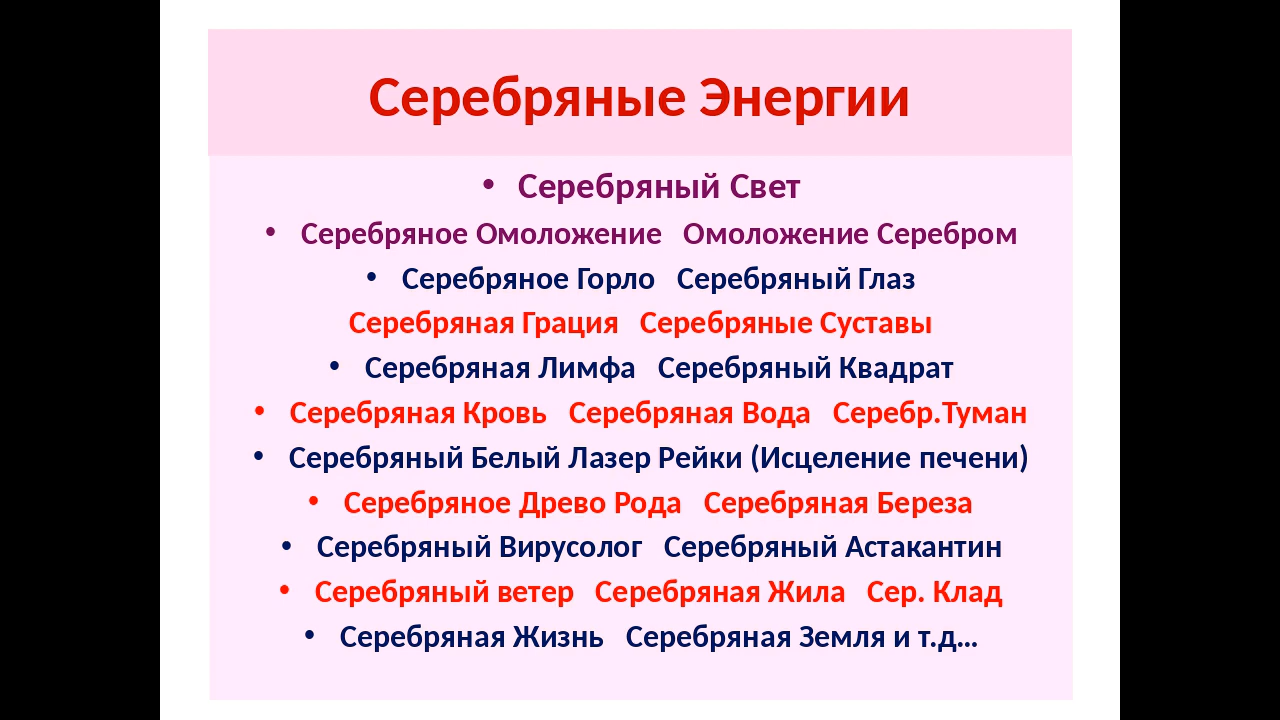 Серебряные Энергии
• Серебряный Свет
• Серебряное Омоложение Омоложение Серебром
• Серебряное Горло Серебряный Глаз
Серебряная Грация Серебряные Суставы
• Серебряная Лимфа Серебряный Квадрат
• Серебряная Кровь Серебряная Вода Серебр.Туман
• Серебряный Белый Лазер Рейки (Исцеление печени)
• Серебряное Древо Рода Серебряная Береза
• Серебряный Вирусолог Серебряный Астакантин
• Серебряный ветер Серебряная Жила Сер. Клад
• Серебряная Жизнь Серебряная Земля и т.д...